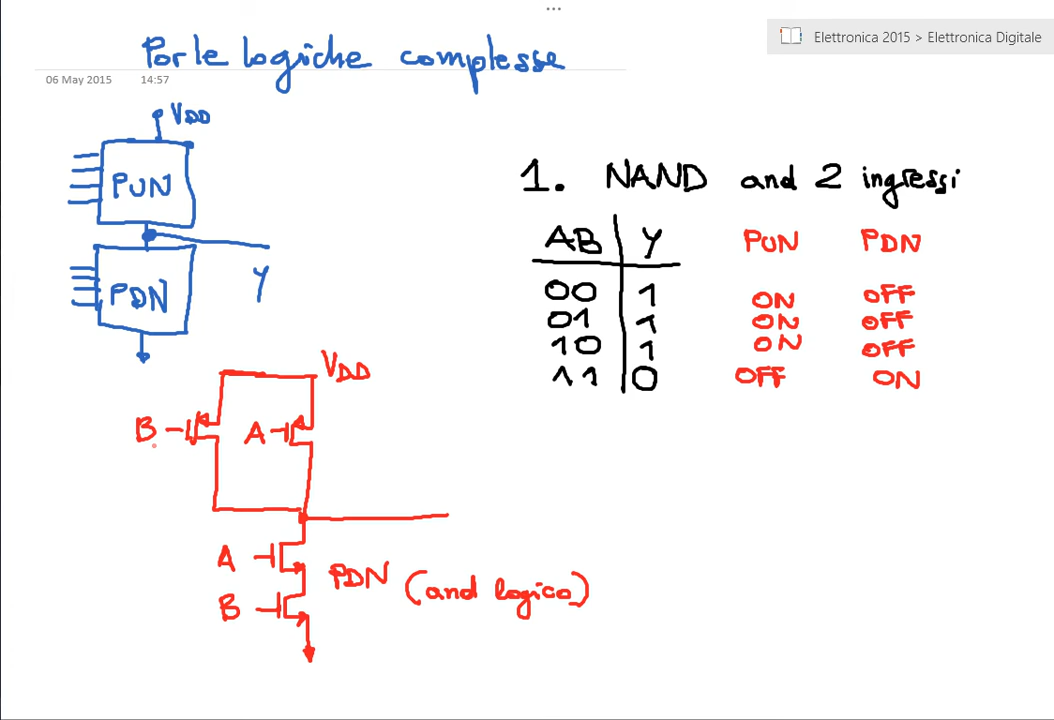 Elettronica 2015 > Elettronica Digitale
Porte logiche complesse
06 May 2015 14:57
VDD
PUN
PDN
Y
1. NAND and 2 ingressi
AB Y PUN PDN
00 1 ON OFF
01 1 ON OFF
10 1 ON OFF
11 0 OFF ON
VDD
B A
A
PDN (and logico)
B